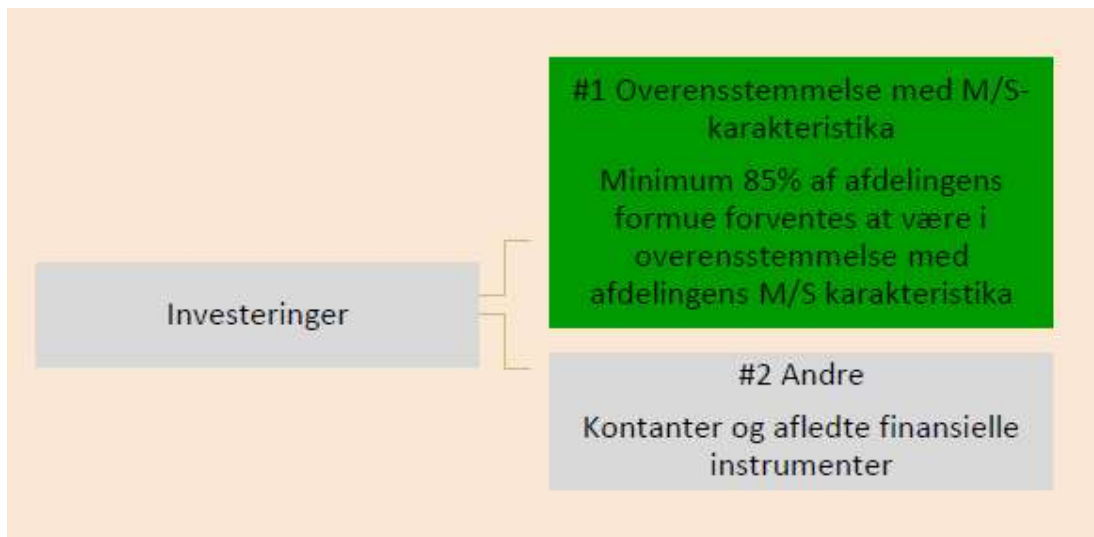 #1 Overensstemmelse med M/S-
karakteristika
Minimum 85% af afdelingens
formue forventes at være i
overensstemmelse med
afdelingens M/S karakteristika
Investeringer
#2 Andre
Kontanter og afledte finansielle
instrumenter